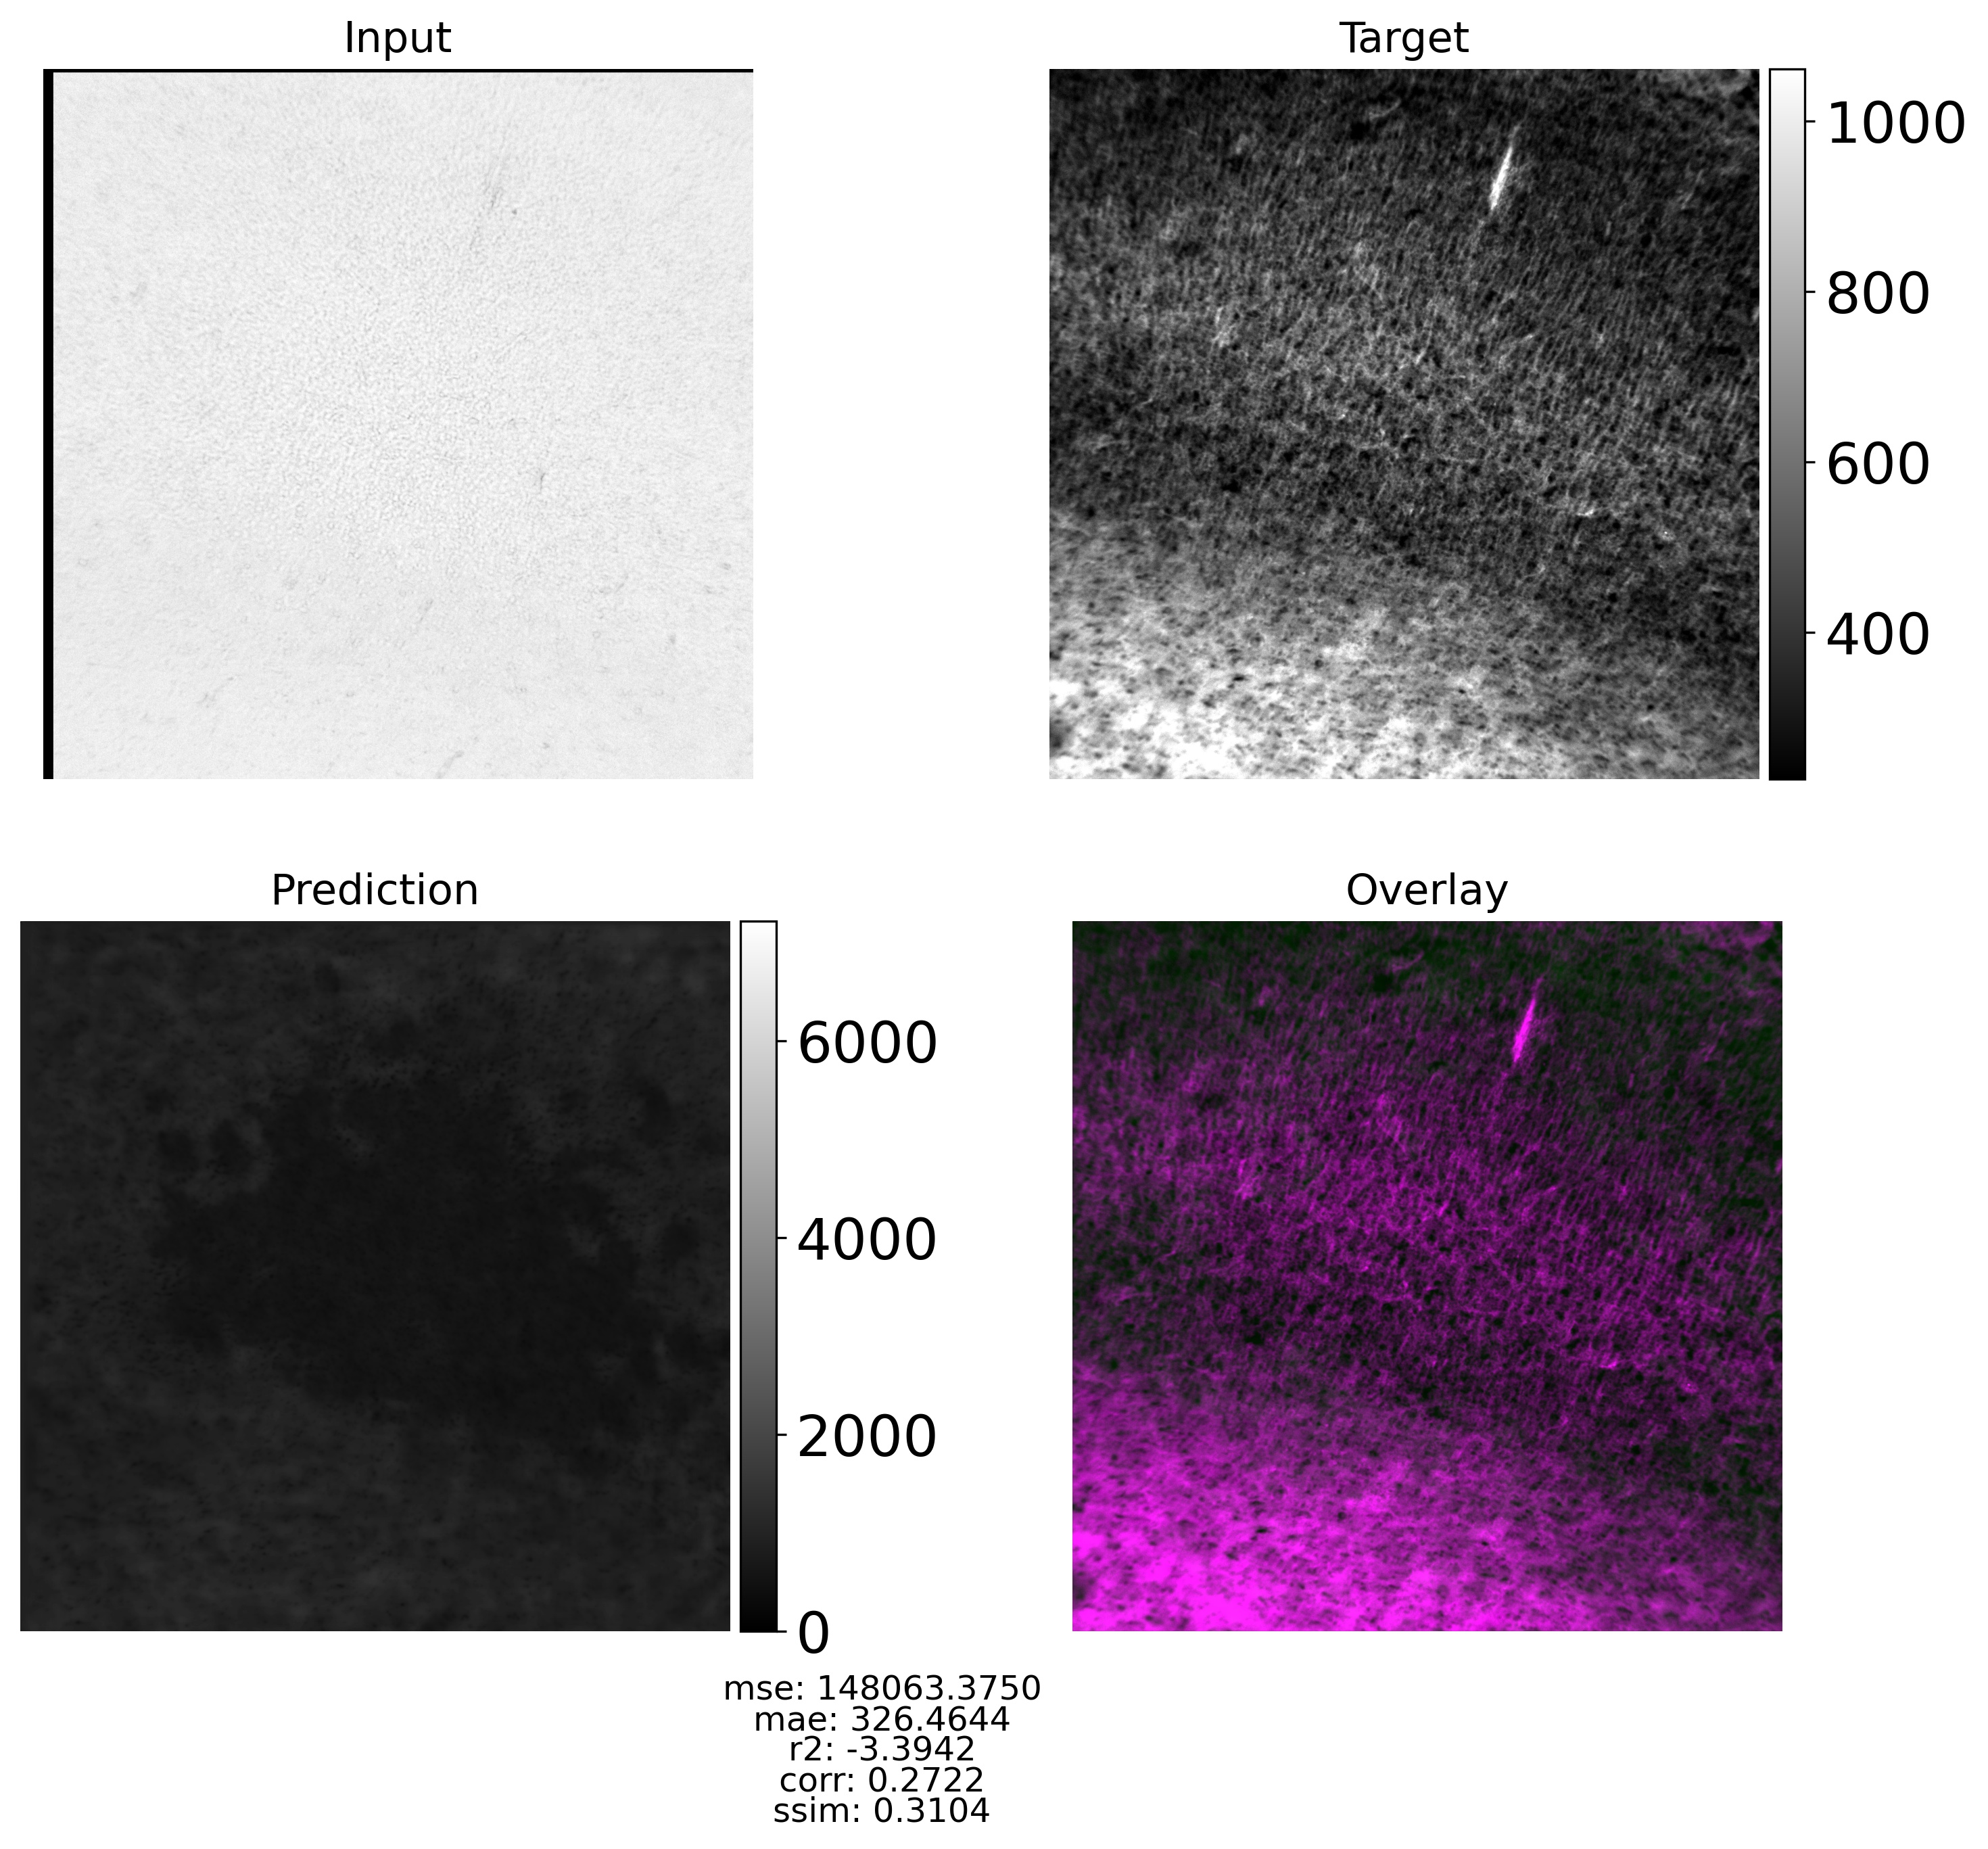 Input
Target
1000
800
600
400
Prediction
6000
4000
2000
0
Overlay
mse: 148063.3750
mae: 326.4644
r2: -3.3942
corr: 0.2722
ssim: 0.3104